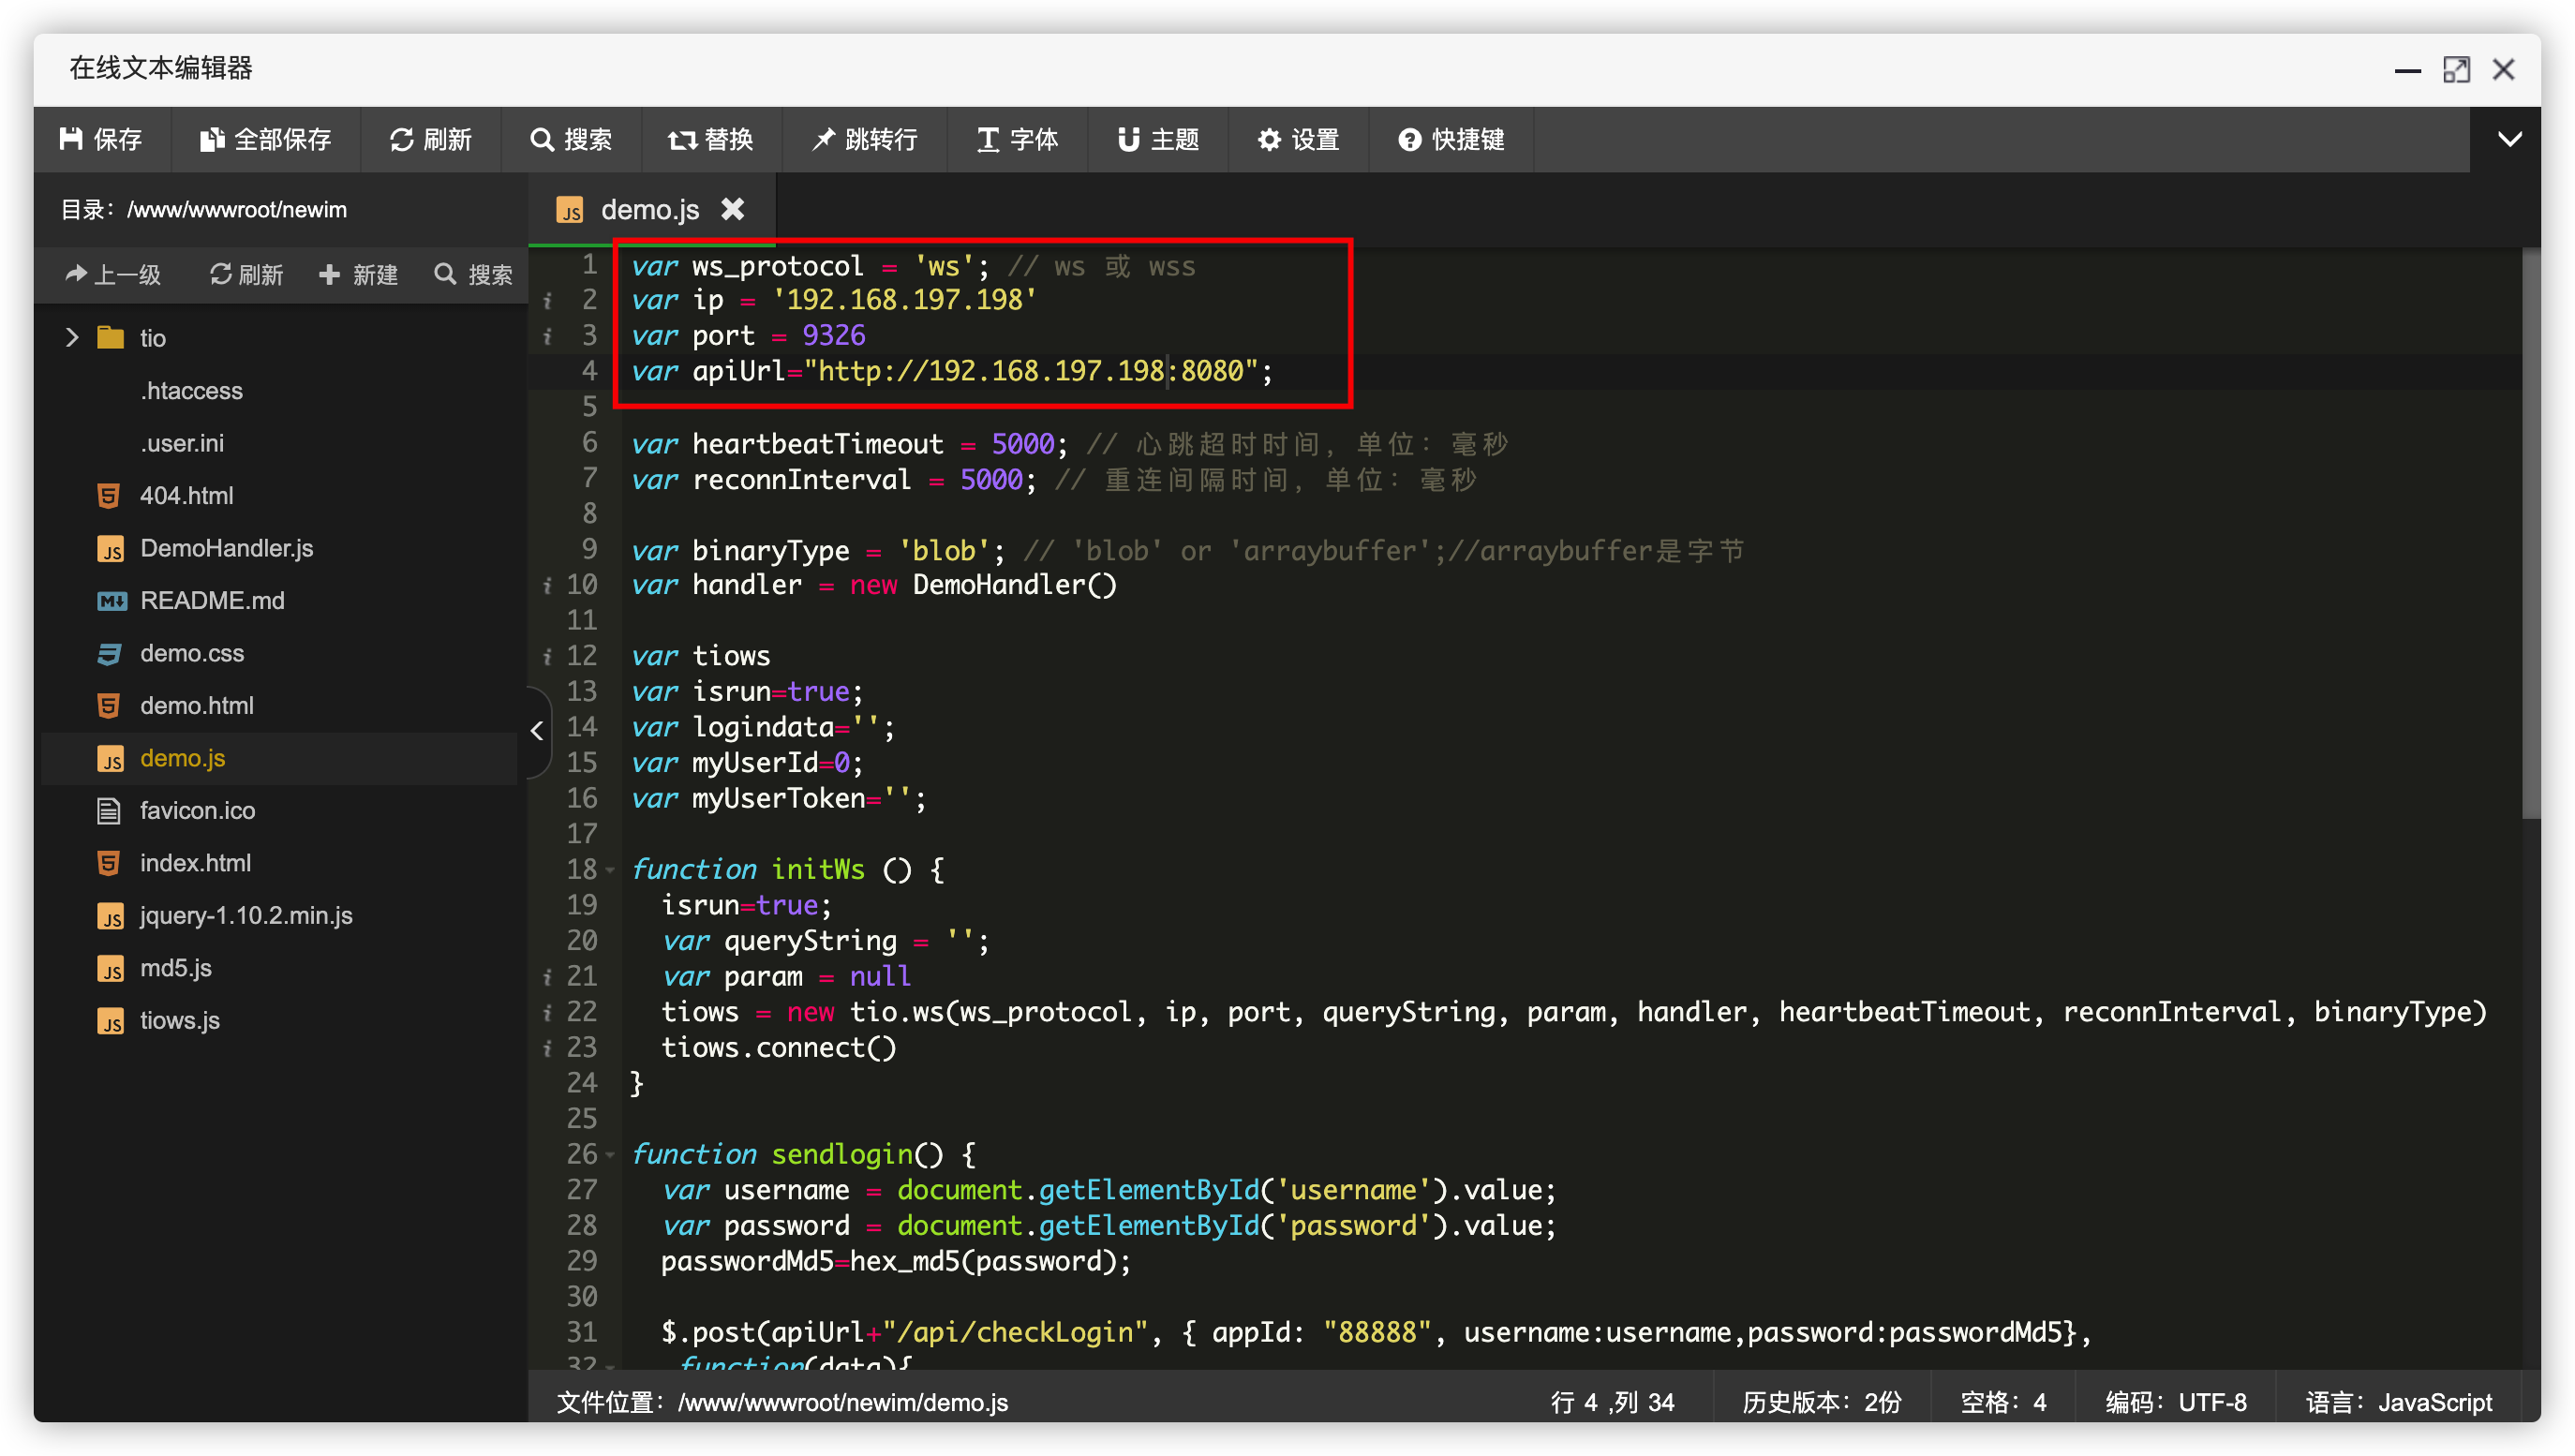 在线文本编辑器
保存 全部保存 刷新 搜索 替换 跳转行 字体 主题 设置 快捷键
目录：/www/wwwroot/newim
上一级 刷新 新建 搜索
tio
.htaccess
.user.ini
404.html
DemoHandler.js
README.md
demo.css
demo.html
demo.js
favicon.ico
index.html
jquery-1.10.2.min.js
md5.js
tiows.js
demo.js
1 var ws_protocol = 'ws'; // ws 或 wss
2 var ip = '192.168.197.198'
3 var port = 9326
4 var apiUrl="http://192.168.197.198:8080";
5
6 var heartbeatTimeout = 5000; // 心跳超时时间，单位：毫秒
7 var reconnInterval = 5000; // 重连间隔时间，单位：毫秒
8
9 var binaryType = 'blob'; // 'blob' or 'arraybuffer';//arraybuffer是字节
10 var handler = new DemoHandler()
11
12 var tiows
13 var isrun=true;
14 var logindata='';
15 var myUserId=0;
16 var myUserToken='';
17
18 function initWs () {
19 isrun=true;
20 var queryString = '';
21 var param = null
22 tiows = new tio.ws(ws_protocol, ip, port, queryString, param, handler, heartbeatTimeout, reconnInterval, binaryType)
23 tiows.connect()
24 }
25
26 function sendlogin() {
27 var username = document.getElementById('username').value;
28 var password = document.getElementById('password').value;
29 passwordMd5=hex_md5(password);
30
31 $.post(apiUrl+"/api/checkLogin", { appId: "88888", username:username,password:passwordMd5},
32 function(data){
文件位置：/www/wwwroot/newim/demo.js 行 4 ,列 34 历史版本：2份 空格：4 编码：UTF-8 语言：JavaScript